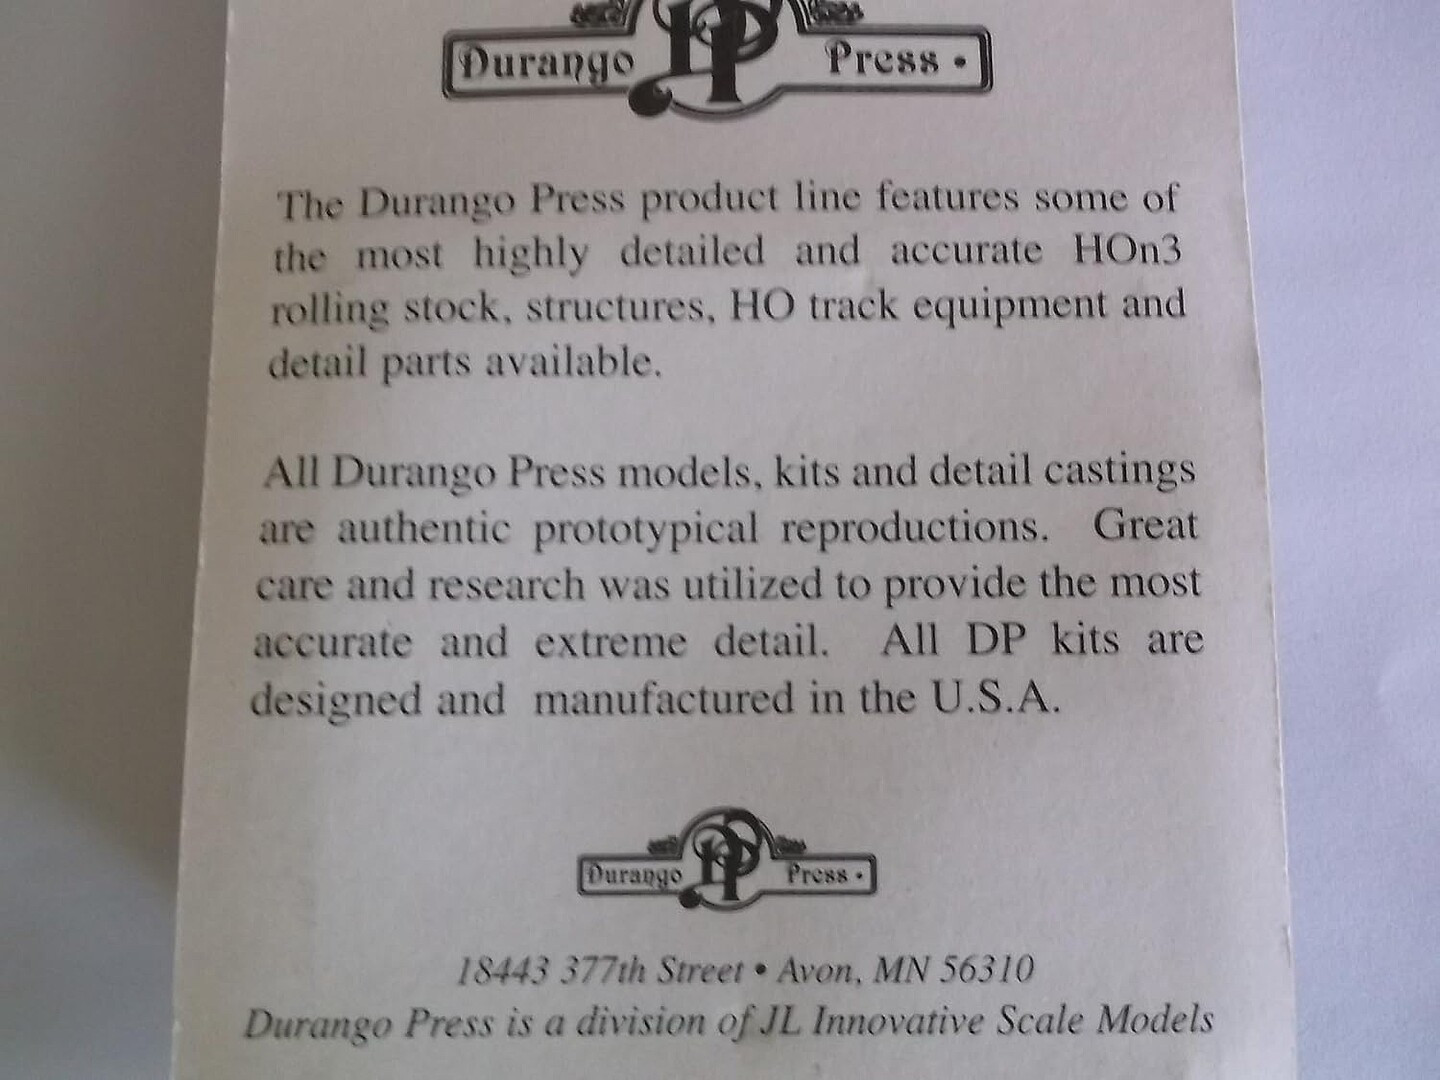 Durango DP Press •
The Durango Press product line features some of
the most highly detailed and accurate HOn3
rolling stock, structures, HO track equipment and
detail parts available.
All Durango Press models, kits and detail castings
are authentic prototypical reproductions. Great
care and research was utilized to provide the most
accurate and extreme detail. All DP kits are
designed and manufactured in the U.S.A.
Durango DP Press •
18443 377th Street • Avon, MN 56310
Durango Press is a division of JL Innovative Scale Models